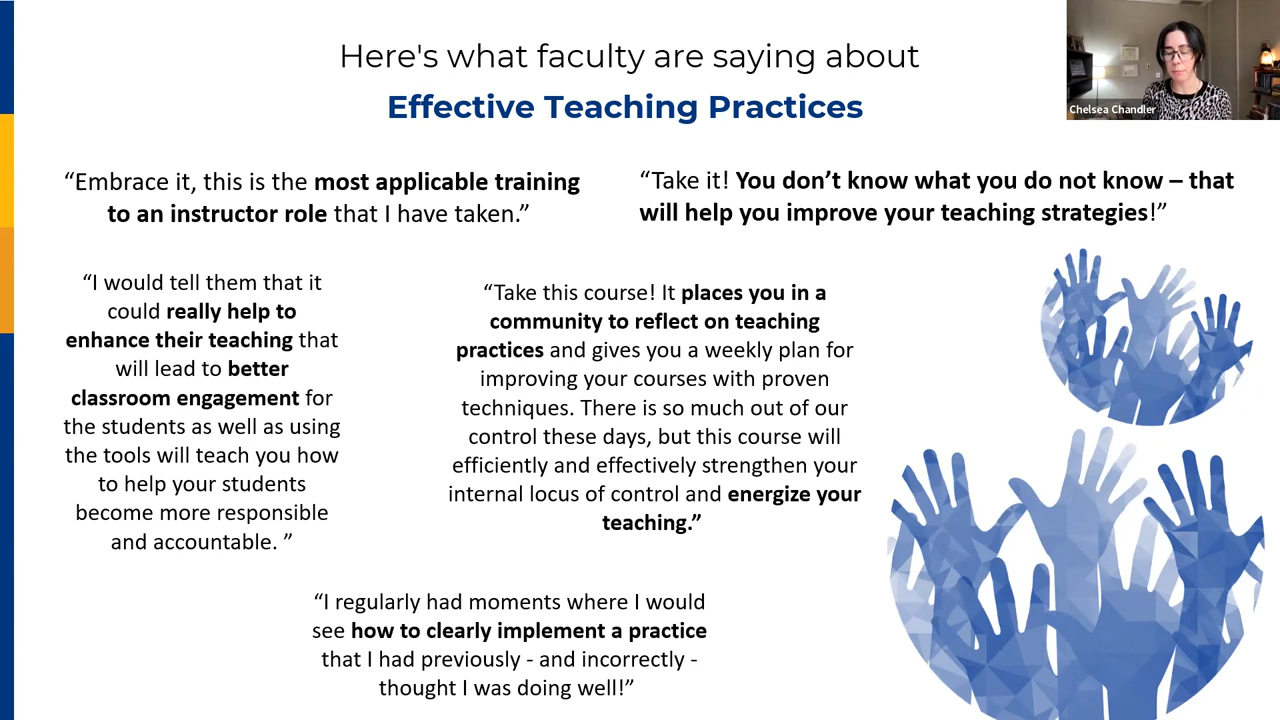 Here's what faculty are saying about
Effective Teaching Practices
Chelsea Chandler
“Embrace it, this is the most applicable training
to an instructor role that I have taken.”
“Take it! You don’t know what you do not know – that
will help you improve your teaching strategies!”
“I would tell them that it
could really help to
enhance their teaching that
will lead to better
classroom engagement for
the students as well as using
the tools will teach you how
to help your students
become more responsible
and accountable. ”
“Take this course! It places you in a
community to reflect on teaching
practices and gives you a weekly plan for
improving your courses with proven
techniques. There is so much out of our
control these days, but this course will
efficiently and effectively strengthen your
internal locus of control and energize your
teaching.”
“I regularly had moments where I would
see how to clearly implement a practice
that I had previously - and incorrectly -
thought I was doing well!”